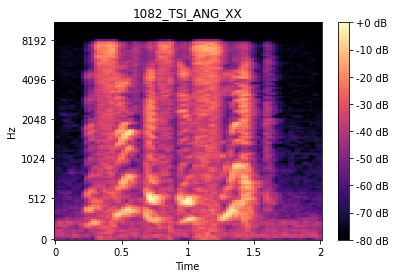 1082_TSI_ANG_XX
8192
4096
2048
1024
512
0
Hz
0
0.5
1
1.5
2
Time
+0 dB
-10 dB
-20 dB
-30 dB
-40 dB
-50 dB
-60 dB
-70 dB
-80 dB